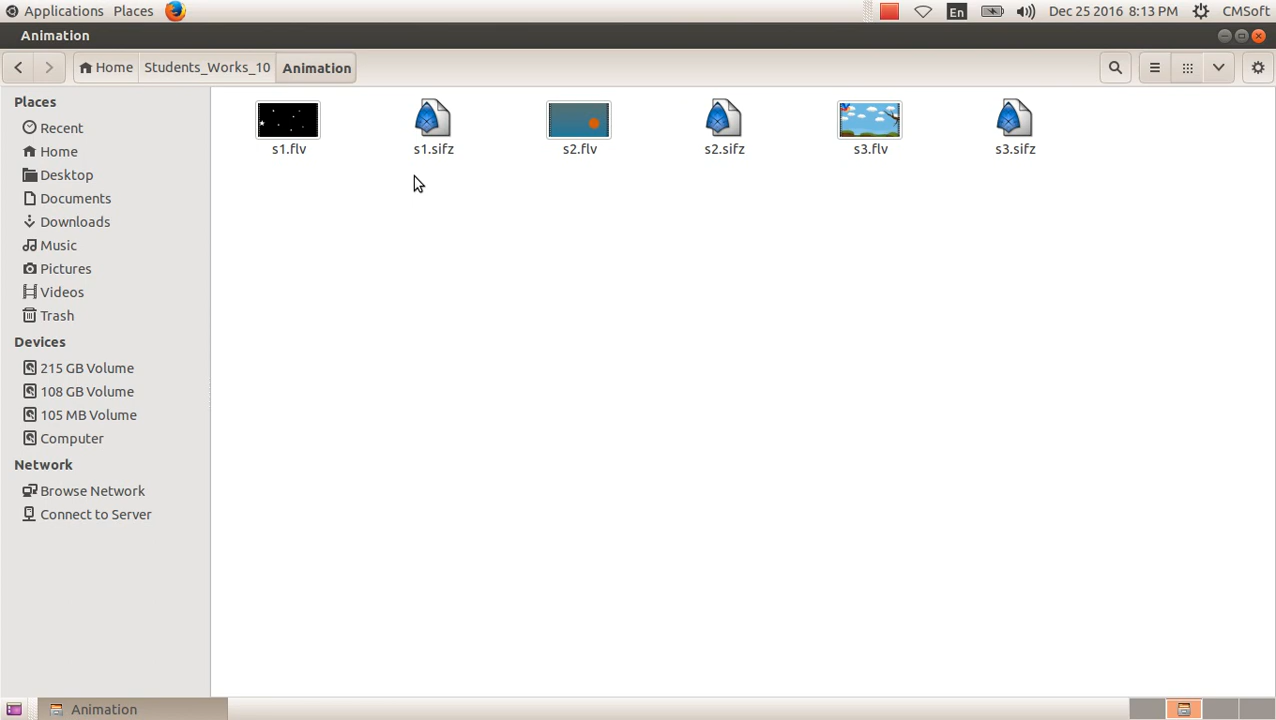 Applications Places En Dec 25 2016 8:13 PM CMSoft
Animation
Home Students_Works_10 Animation
Places
Recent
Home
Desktop
Documents
Downloads
Music
Pictures
Videos
Trash
Devices
215 GB Volume
108 GB Volume
105 MB Volume
Computer
Network
Browse Network
Connect to Server
s1.flv s1.sifz s2.flv s2.sifz s3.flv s3.sifz
Animation